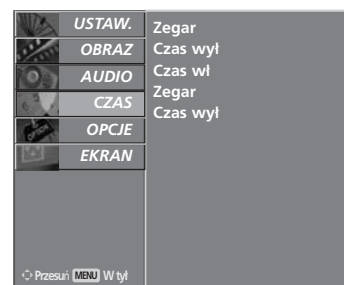 USTAW.
OBRAZ
AUDIO
CZAS
OPCJE
EKRAN
Zegar
Czas wył
Czas wł
Zegar
Czas wył
Przesuń MENU W tył